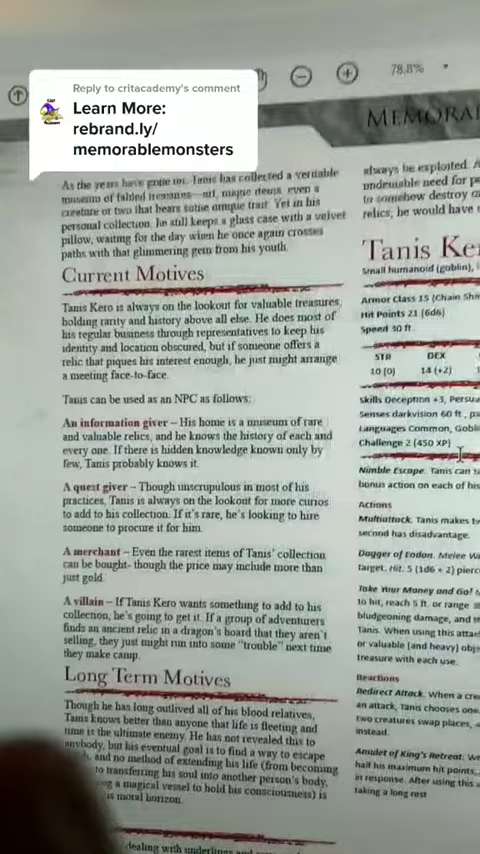 78.8%
Reply to critacademy's comment
Learn More:
rebrand.ly/
memorablemonsters
As the years have gone on, Tanis has collected a veritable
museum of fabled treasures—art, unique items, even a
creature or two that bears some unique trait. Yet in his
personal collection, he still keeps a glass case with a velvet
pillow, waiting for the day when he once again crosses
paths with that glimmering gem from his youth.
Current Motives
Tanis Kero is always on the lookout for valuable treasures,
holding rarity and history above all else. He does most of
his regular business through representatives to keep his
identity and location obscured, but if someone offers a
relic that piques his interest enough, he just might arrange
a meeting face-to-face.
Tanis can be used as an NPC as follows:
An information giver – His home is a museum of rare
and valuable relics, and he knows the history of each and
every one. If there is hidden knowledge known only by
few, Tanis probably knows it.
A quest giver – Though unscrupulous in most of his
practices, Tanis is always on the lookout for more curios
to add to his collection. If it's rare, he's looking to hire
someone to procure it for him.
A merchant – Even the rarest items of Tanis' collection
can be bought- though the price may include more than
just gold.
A villain – If Tanis Kero wants something to add to his
collection, he's going to get it. If a group of adventurers
finds an ancient relic in a dragon's hoard that they aren't
selling, they just might run into some "trouble" next time
they make camp.
Long Term Motives
Though he has long outlived all of his blood relatives,
Tanis knows better than anyone that life is fleeting and
time is the ultimate enemy. He has not revealed this to
anybody, but his eventual goal is to find a way to escape
and no method of extending his life (from becoming
to transferring his soul into another person's body,
a magical vessel to hold his consciousness) is
moral horizon.
dealing with underlings and
MEMORA
always be exploited.
undeniable need for
to somehow destroy
relics, he would have
Tanis Ke
Small humanoid (goblin),
Armor Class 15 (Chain Shi
Hit Points 21 (6d6)
Speed 30 ft
STR DEX
10 (0) 14 (+2)
Skills Deception +3, Persua
Senses darkvision 60 ft., pa
Languages Common, Gobl
Challenge 2 (450 XP)
Nimble Escape. Tanis can
bonus action on each of his
Actions
Multiattack. Tanis makes
second has disadvantage.
Dagger of Eodon. Melee We
target. Hit: 5 (1d6 + 2) pierc
Take Your Money and Go!
to hit, reach 5 ft. or range
bludgeoning damage, and
Tanis. When using this atta
or valuable (and heavy) obj
treasure with each use.
Reactions
Redirect Attack. When a cre
an attack, Tanis chooses one
two creatures swap places,
instead.
Amulet of King's Retreat.
half his maximum hit points,
in response. After using this
taking a long rest